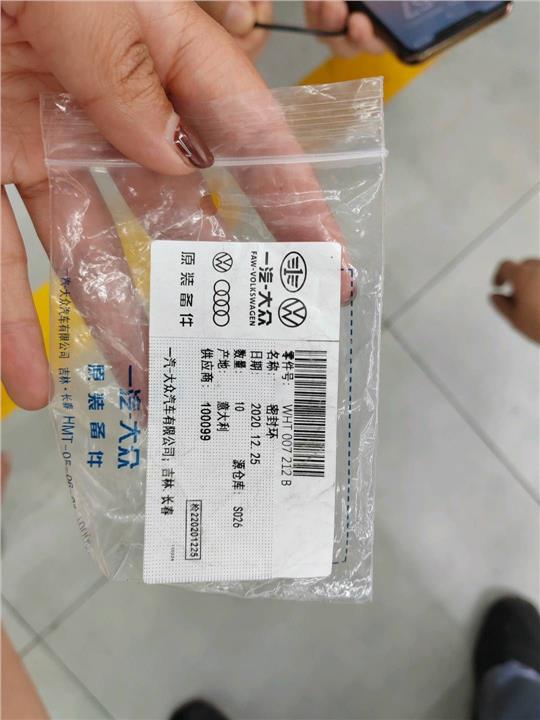 一汽-大众
FAW-VOLKSWAGEN
原装备件
零件号: WHT 007 212 B
名称: 密封环
日期: 2020.12.25
数量: 10 源仓库: S026
产地: 意大利
供应商: 100099
一汽-大众汽车有限公司; 吉林 长春
检220201225
一汽-大众
原装备件
一汽-大众汽车有限公司 吉林·长春